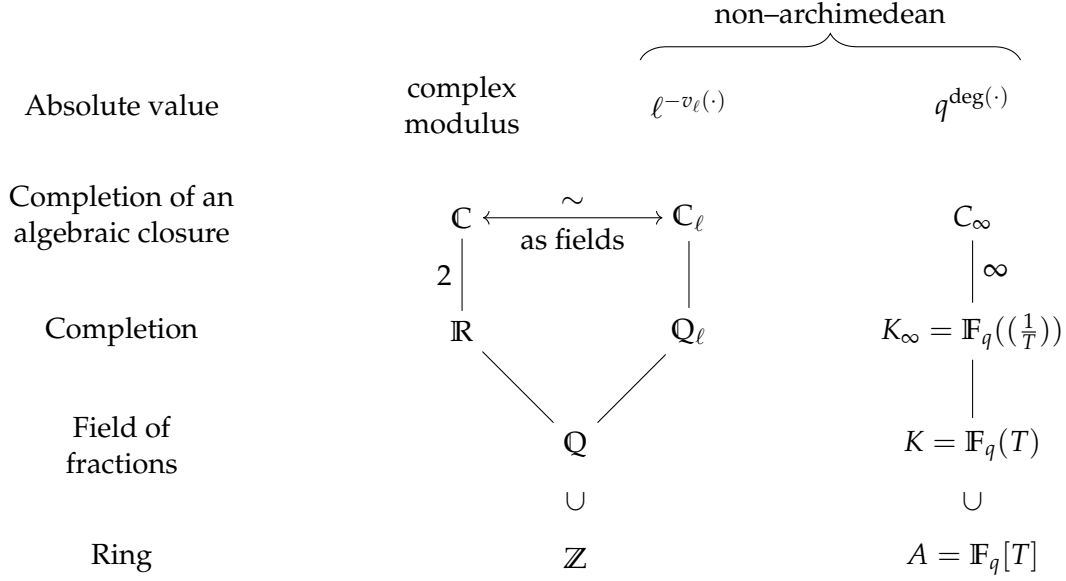 non–archimedean
Absolute value complex modulus ℓ^{−v_ℓ(·)} q^{deg(·)}
Completion of an algebraic closure ℂ ∼ as fields ℂ_ℓ C_∞
2 ∞
Completion ℝ ℚ_ℓ K_∞ = 𝔽_q((1/T))
Field of fractions ℚ K = 𝔽_q(T)
∪ ∪
Ring ℤ A = 𝔽_q[T]